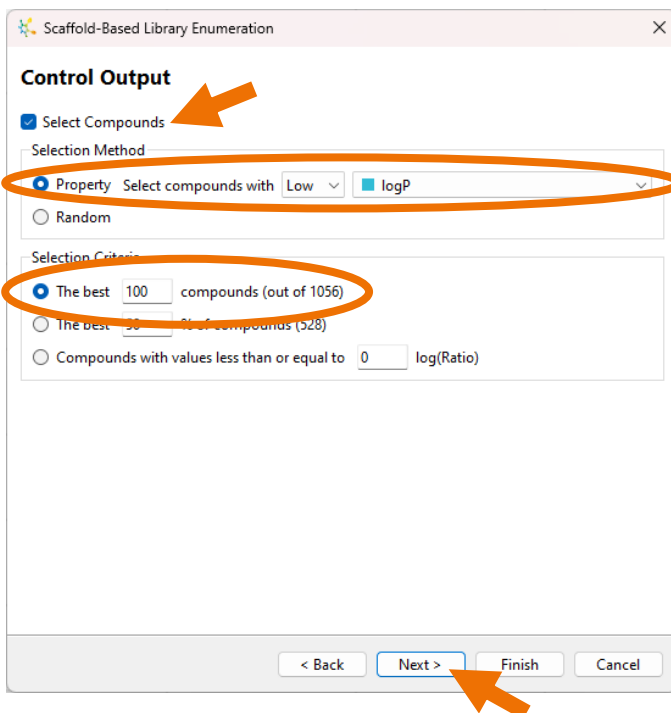 Scaffold-Based Library Enumeration
Control Output
Select Compounds
Selection Method
Property Select compounds with Low logP
Random
Selection Criteria
The best 100 compounds (out of 1056)
The best 50 % of compounds (528)
Compounds with values less than or equal to 0 log(Ratio)
< Back Next > Finish Cancel